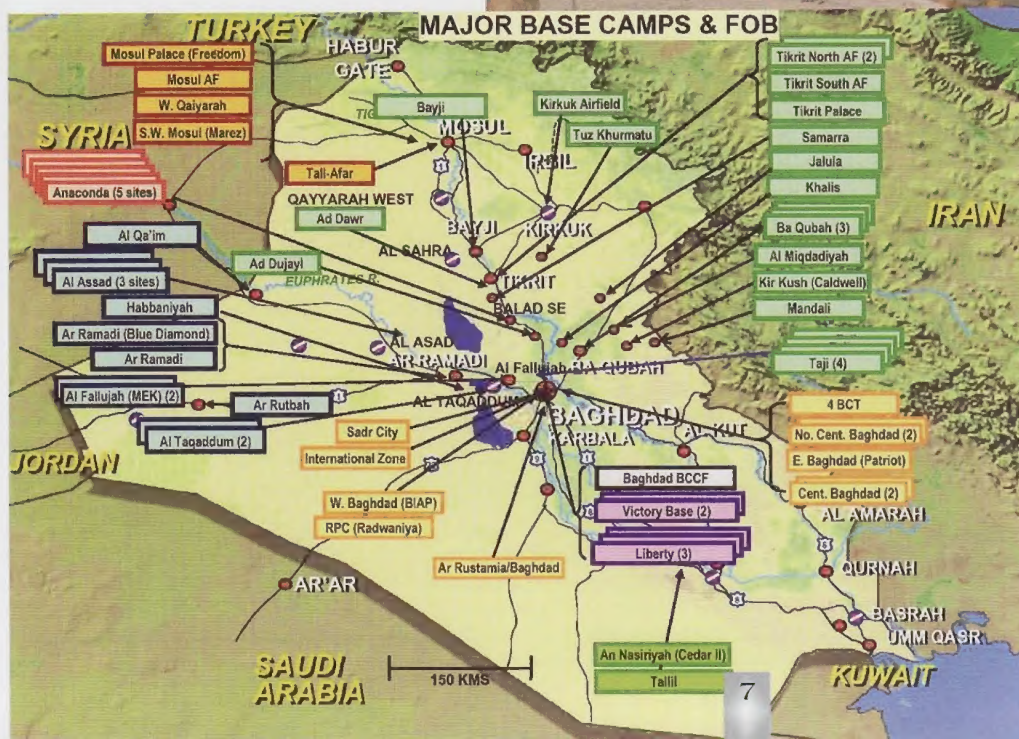 MAJOR BASE CAMPS & FOB
TURKEY
HABUR
GATE
Mosul Palace (Freedom)
Mosul AF
W. Qaiyarah
S.W. Mosul (Marez)
SYRIA
Anaconda (5 sites)
Tall-Afar
Bayji
MOSUL
IRBIL
Kirkuk Airfield
Tuz Khurmatu
QAYYARAH WEST
Ad Dawr
AL SAHRA
BAYJI
KIRKUK
TIKRIT
BALAD SE
Tikrit North AF (2)
Tikrit South AF
Tikrit Palace
Samarra
Jalula
Khalis
Ba Qubah (3)
Al Miqdadiyah
Kir Kush (Caldwell)
Mandali
Taji (4)
IRAN
Al Qa'im
Al Assad (3 sites)
Habbaniyah
Ar Ramadi (Blue Diamond)
Ar Ramadi
Al Fallujah (MEK) (2)
Al Taqaddum (2)
Ar Rutbah
Ad Dujayl
EUPHRATES R.
AL ASAD
AR RAMADI
Al Fallujah
BA QUBAH
AL TAQADDUM
1
1
BAGHDAD
KARBALA
AL-KUT
JORDAN
Sadr City
International Zone
W. Baghdad (BIAP)
RPC (Radwaniya)
Ar Rustamia/Baghdad
Baghdad BCCF
Victory Base (2)
Liberty (3)
4 BCT
No. Cent. Baghdad (2)
E. Baghdad (Patriot)
Cent. Baghdad (2)
AL AMARAH
6
8
QURNAH
BASRAH
UMM QASR
AR'AR
An Nasiriyah (Cedar II)
Tallil
SAUDI
ARABIA
150 KMS
KUWAIT
7